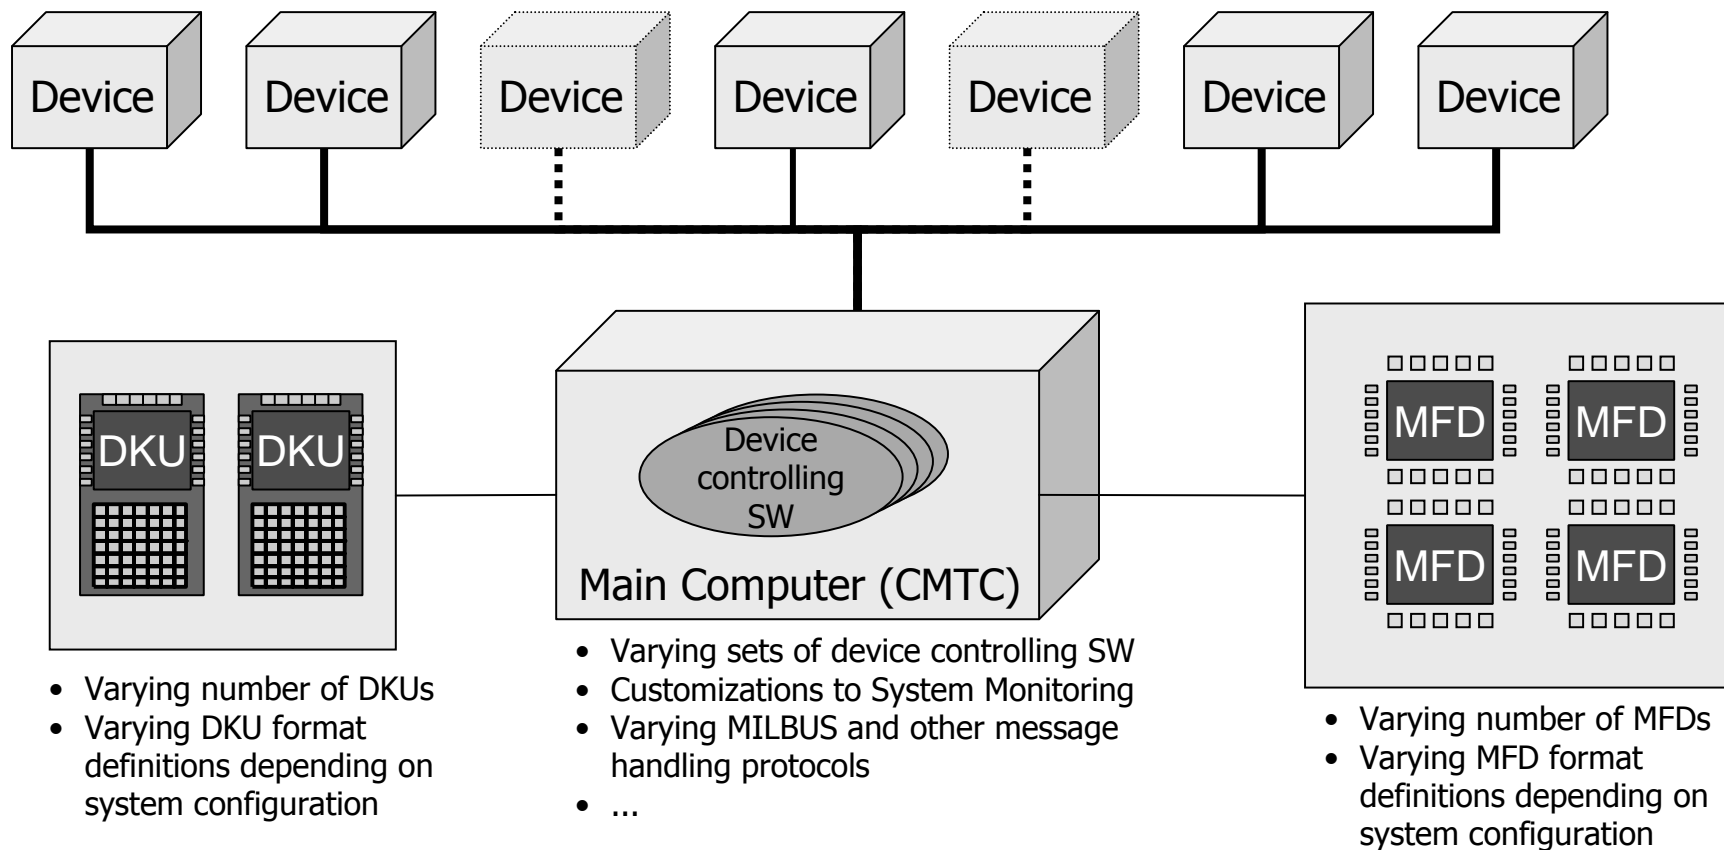 Device Device Device Device Device Device Device
DKU DKU
Device
controlling
SW
Main Computer (CMTC)
MFD MFD
MFD MFD
• Varying number of DKUs
• Varying DKU format
definitions depending on
system configuration
• Varying sets of device controlling SW
• Customizations to System Monitoring
• Varying MILBUS and other message
handling protocols
• ...
• Varying number of MFDs
• Varying MFD format
definitions depending on
system configuration